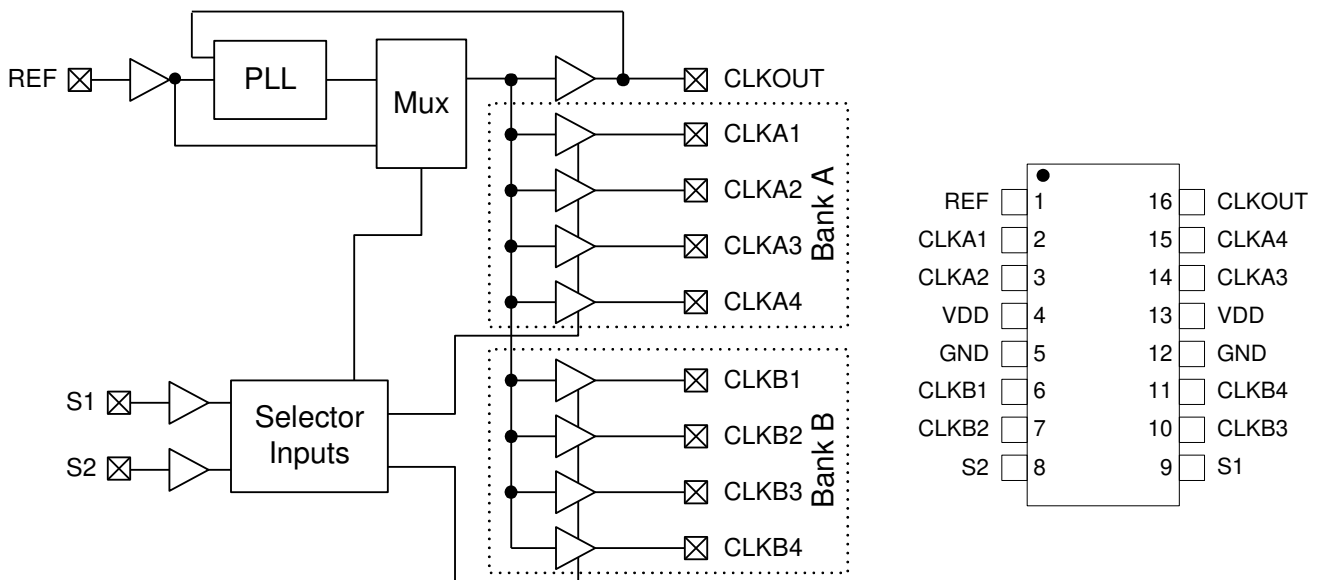 REF
PLL
Mux
CLKOUT
CLKA1
CLKA2
CLKA3
CLKA4
Bank A
S1
S2
Selector
Inputs
CLKB1
CLKB2
CLKB3
CLKB4
Bank B
REF 1 16 CLKOUT
CLKA1 2 15 CLKA4
CLKA2 3 14 CLKA3
VDD 4 13 VDD
GND 5 12 GND
CLKB1 6 11 CLKB4
CLKB2 7 10 CLKB3
S2 8 9 S1